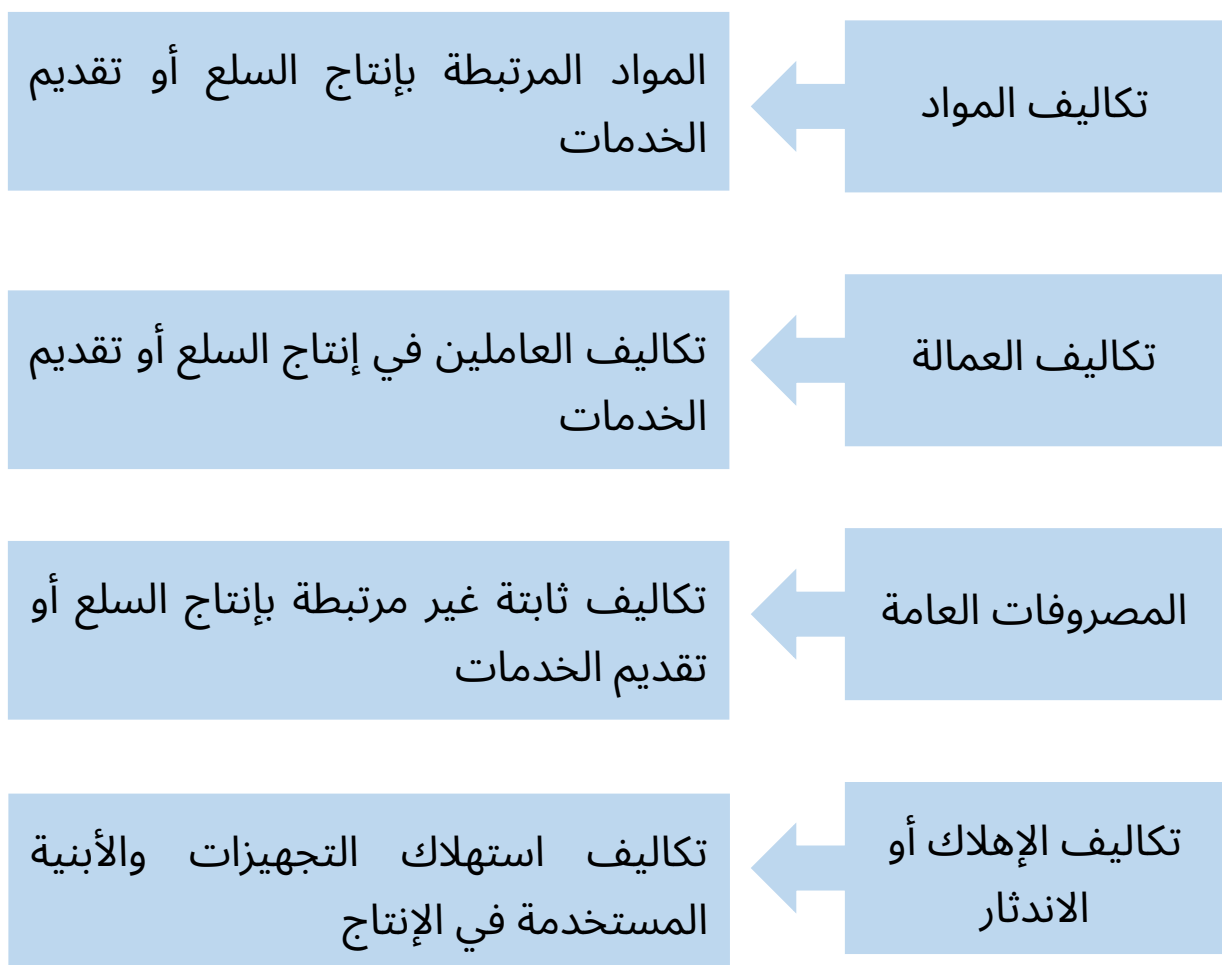 تكاليف المواد
المواد المرتبطة بإنتاج السلع أو تقديم
الخدمات
تكاليف العمالة
تكاليف العاملين في إنتاج السلع أو تقديم
الخدمات
المصروفات العامة
تكاليف ثابتة غير مرتبطة بإنتاج السلع أو
تقديم الخدمات
تكاليف الإهلاك أو
الاندثار
تكاليف استهلاك التجهيزات والأبنية
المستخدمة في الإنتاج